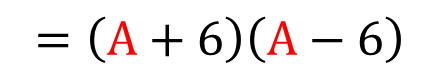 = (A + 6)(A − 6)